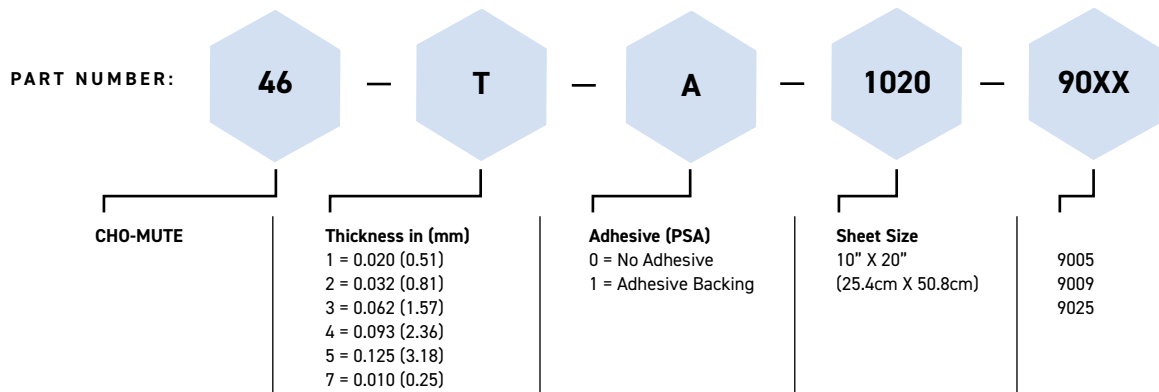 PART NUMBER: 46 — T — A — 1020 — 90XX
CHO-MUTE
Thickness in (mm)
1 = 0.020 (0.51)
2 = 0.032 (0.81)
3 = 0.062 (1.57)
4 = 0.093 (2.36)
5 = 0.125 (3.18)
7 = 0.010 (0.25)
Adhesive (PSA)
0 = No Adhesive
1 = Adhesive Backing
Sheet Size
10” X 20”
(25.4cm X 50.8cm)
9005
9009
9025